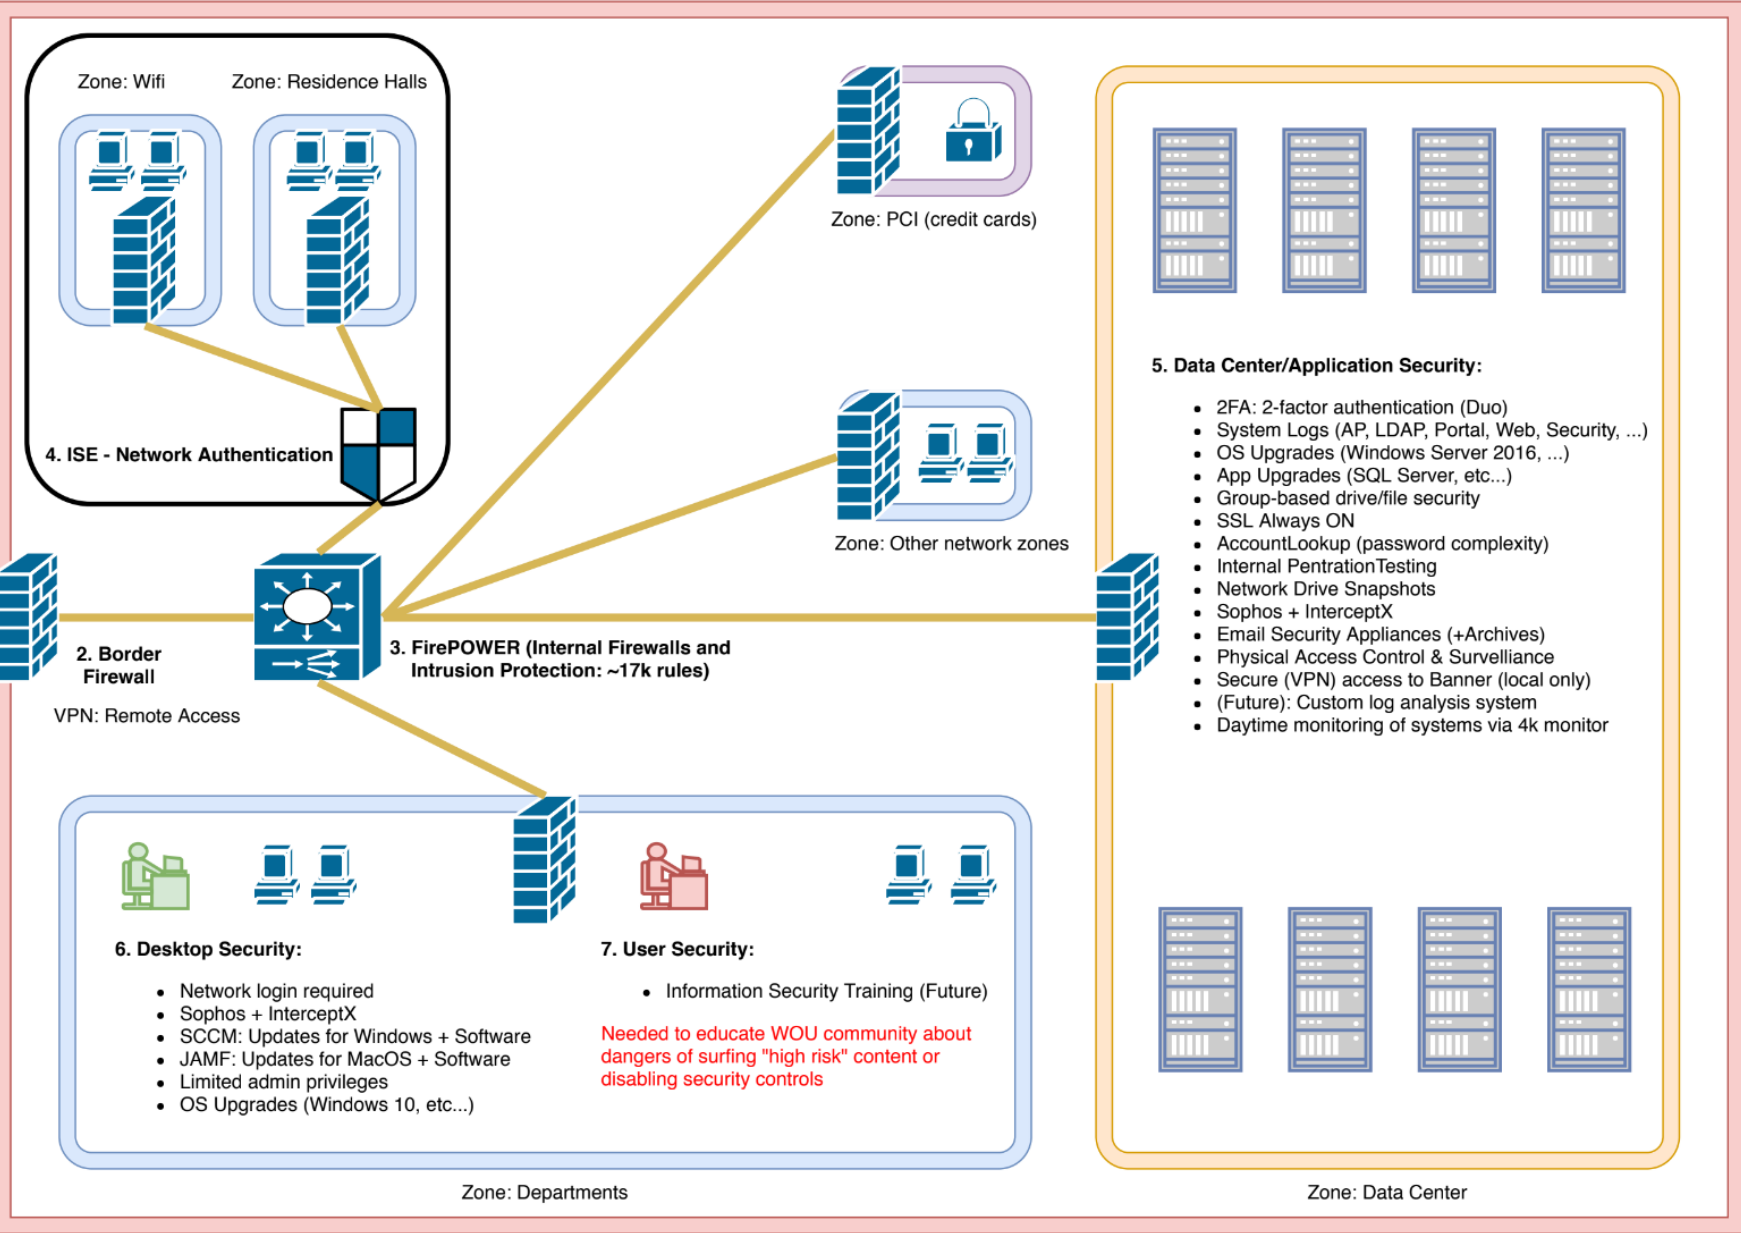 Zone: Wifi
Zone: Residence Halls
4. ISE - Network Authentication
Zone: PCI (credit cards)
Zone: Other network zones
2. Border
Firewall
VPN: Remote Access
3. FirePOWER (Internal Firewalls and
Intrusion Protection: ~17k rules)
5. Data Center/Application Security:
• 2FA: 2-factor authentication (Duo)
• System Logs (AP, LDAP, Portal, Web, Security, ...)
• OS Upgrades (Windows Server 2016, ...)
• App Upgrades (SQL Server, etc...)
• Group-based drive/file security
• SSL Always ON
• AccountLookup (password complexity)
• Internal PentrationTesting
• Network Drive Snapshots
• Sophos + InterceptX
• Email Security Appliances (+Archives)
• Physical Access Control & Survelliance
• Secure (VPN) access to Banner (local only)
• (Future): Custom log analysis system
• Daytime monitoring of systems via 4k monitor
6. Desktop Security:
• Network login required
• Sophos + InterceptX
• SCCM: Updates for Windows + Software
• JAMF: Updates for MacOS + Software
• Limited admin privileges
• OS Upgrades (Windows 10, etc...)
7. User Security:
• Information Security Training (Future)
Needed to educate WOU community about
dangers of surfing "high risk" content or
disabling security controls
Zone: Departments
Zone: Data Center